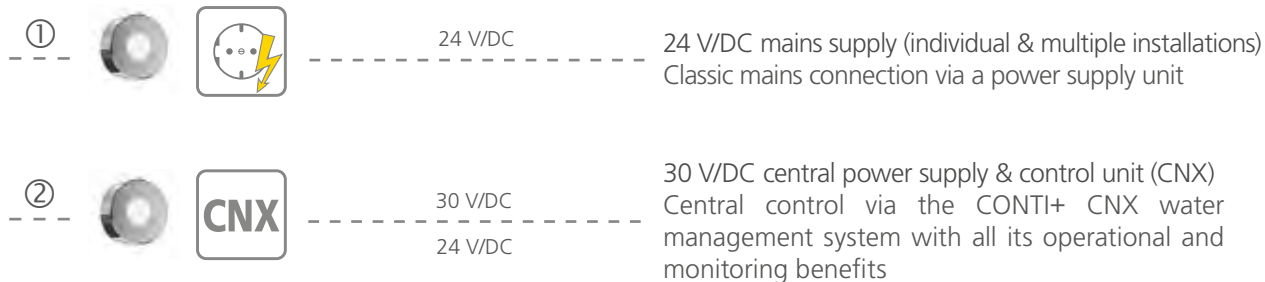 ①
24 V/DC
24 V/DC mains supply (individual & multiple installations)
Classic mains connection via a power supply unit
②
CNX
30 V/DC
24 V/DC
30 V/DC central power supply & control unit (CNX)
Central control via the CONTI+ CNX water
management system with all its operational and
monitoring benefits